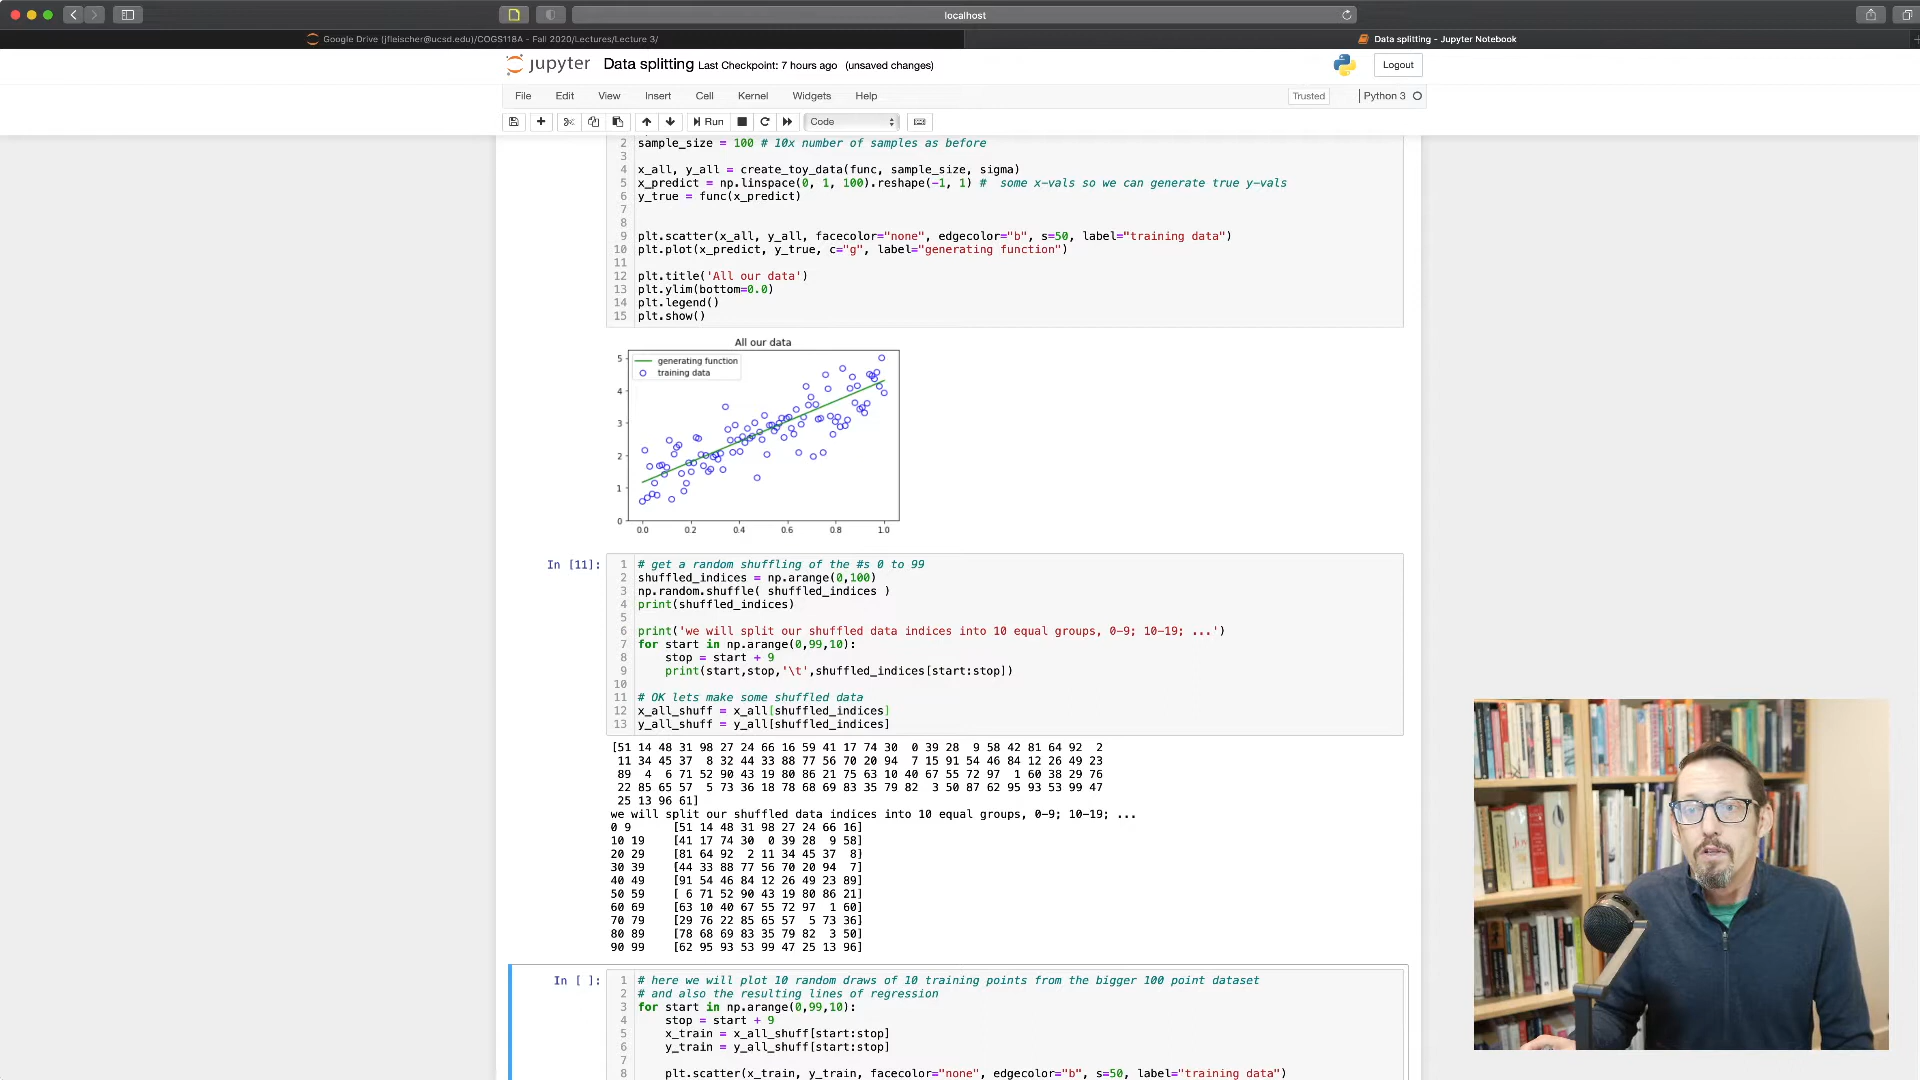 localhost
Google Drive (jfleischer@ucsd.edu)/COGS118A - Fall 2020/Lectures/Lecture 3/
Data splitting - Jupyter Notebook
jupyter Data splitting Last Checkpoint: 7 hours ago (unsaved changes)
Logout
File Edit View Insert Cell Kernel Widgets Help
Trusted Python 3
Run Code
2 sample_size = 100 # 10x number of samples as before
3
4 x_all, y_all = create_toy_data(func, sample_size, sigma)
5 x_predict = np.linspace(0, 1, 100).reshape(-1, 1) # some x-vals so we can generate true y-vals
6 y_true = func(x_predict)
7
8
9 plt.scatter(x_all, y_all, facecolor="none", edgecolor="b", s=50, label="training data")
10 plt.plot(x_predict, y_true, c="g", label="generating function")
11
12 plt.title('All our data')
13 plt.ylim(bottom=0.0)
14 plt.legend()
15 plt.show()
All our data
generating function
training data
5
4
3
2
1
0
0.0 0.2 0.4 0.6 0.8 1.0
In [11]:
1 # get a random shuffling of the #s 0 to 99
2 shuffled_indices = np.arange(0,100)
3 np.random.shuffle( shuffled_indices )
4 print(shuffled_indices)
5
6 print('we will split our shuffled data indices into 10 equal groups, 0-9; 10-19; ...')
7 for start in np.arange(0,99,10):
8 stop = start + 9
9 print(start,stop,'\t',shuffled_indices[start:stop])
10
11 # OK lets make some shuffled data
12 x_all_shuff = x_all[shuffled_indices]
13 y_all_shuff = y_all[shuffled_indices]
[51 14 48 31 98 27 24 66 16 59 41 17 74 30 0 39 28 9 58 42 81 64 92 2
11 34 45 37 8 32 44 33 88 77 56 70 20 94 7 15 91 54 46 84 12 26 49 23
89 4 6 71 52 90 43 19 80 86 21 75 63 10 40 67 55 72 97 1 60 38 29 76
22 85 65 57 5 73 36 18 78 68 69 83 35 79 82 3 50 87 62 95 93 53 99 47
25 13 96 61]
we will split our shuffled data indices into 10 equal groups, 0-9; 10-19; ...
0 9 [51 14 48 31 98 27 24 66 16]
10 19 [41 17 74 30 0 39 28 9 58]
20 29 [81 64 92 2 11 34 45 37 8]
30 39 [44 33 88 77 56 70 20 94 7]
40 49 [91 54 46 84 12 26 49 23 89]
50 59 [ 6 71 52 90 43 19 80 86 21]
60 69 [63 10 40 67 55 72 97 1 60]
70 79 [29 76 22 85 65 57 5 73 36]
80 89 [78 68 69 83 35 79 82 3 50]
90 99 [62 95 93 53 99 47 25 13 96]
In [ ]:
1 # here we will plot 10 random draws of 10 training points from the bigger 100 point dataset
2 # and also the resulting lines of regression
3 for start in np.arange(0,99,10):
4 stop = start + 9
5 x_train = x_all_shuff[start:stop]
6 y_train = y_all_shuff[start:stop]
7
8 plt.scatter(x_train, y_train, facecolor="none", edgecolor="b", s=50, label="training data")